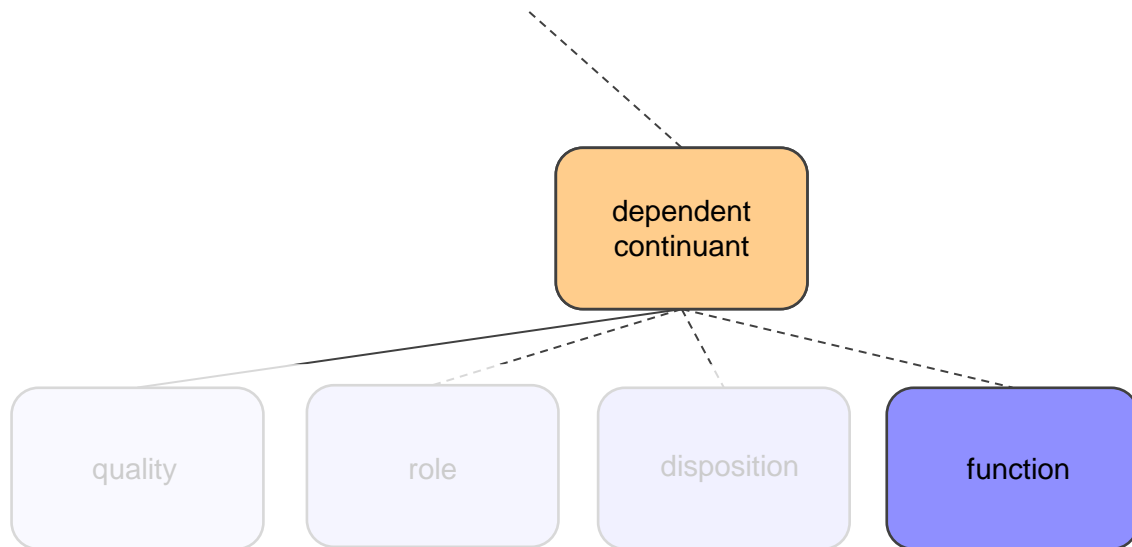 dependent
continuant
quality
role
disposition
function